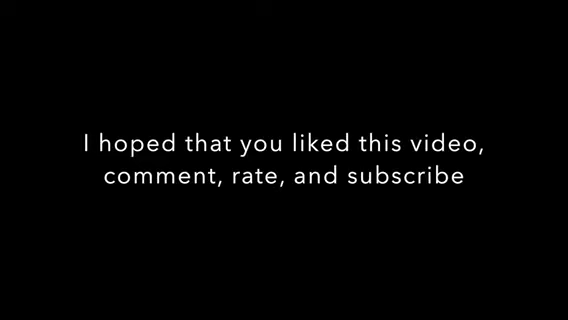 I hoped that you liked this video,
comment, rate, and subscribe